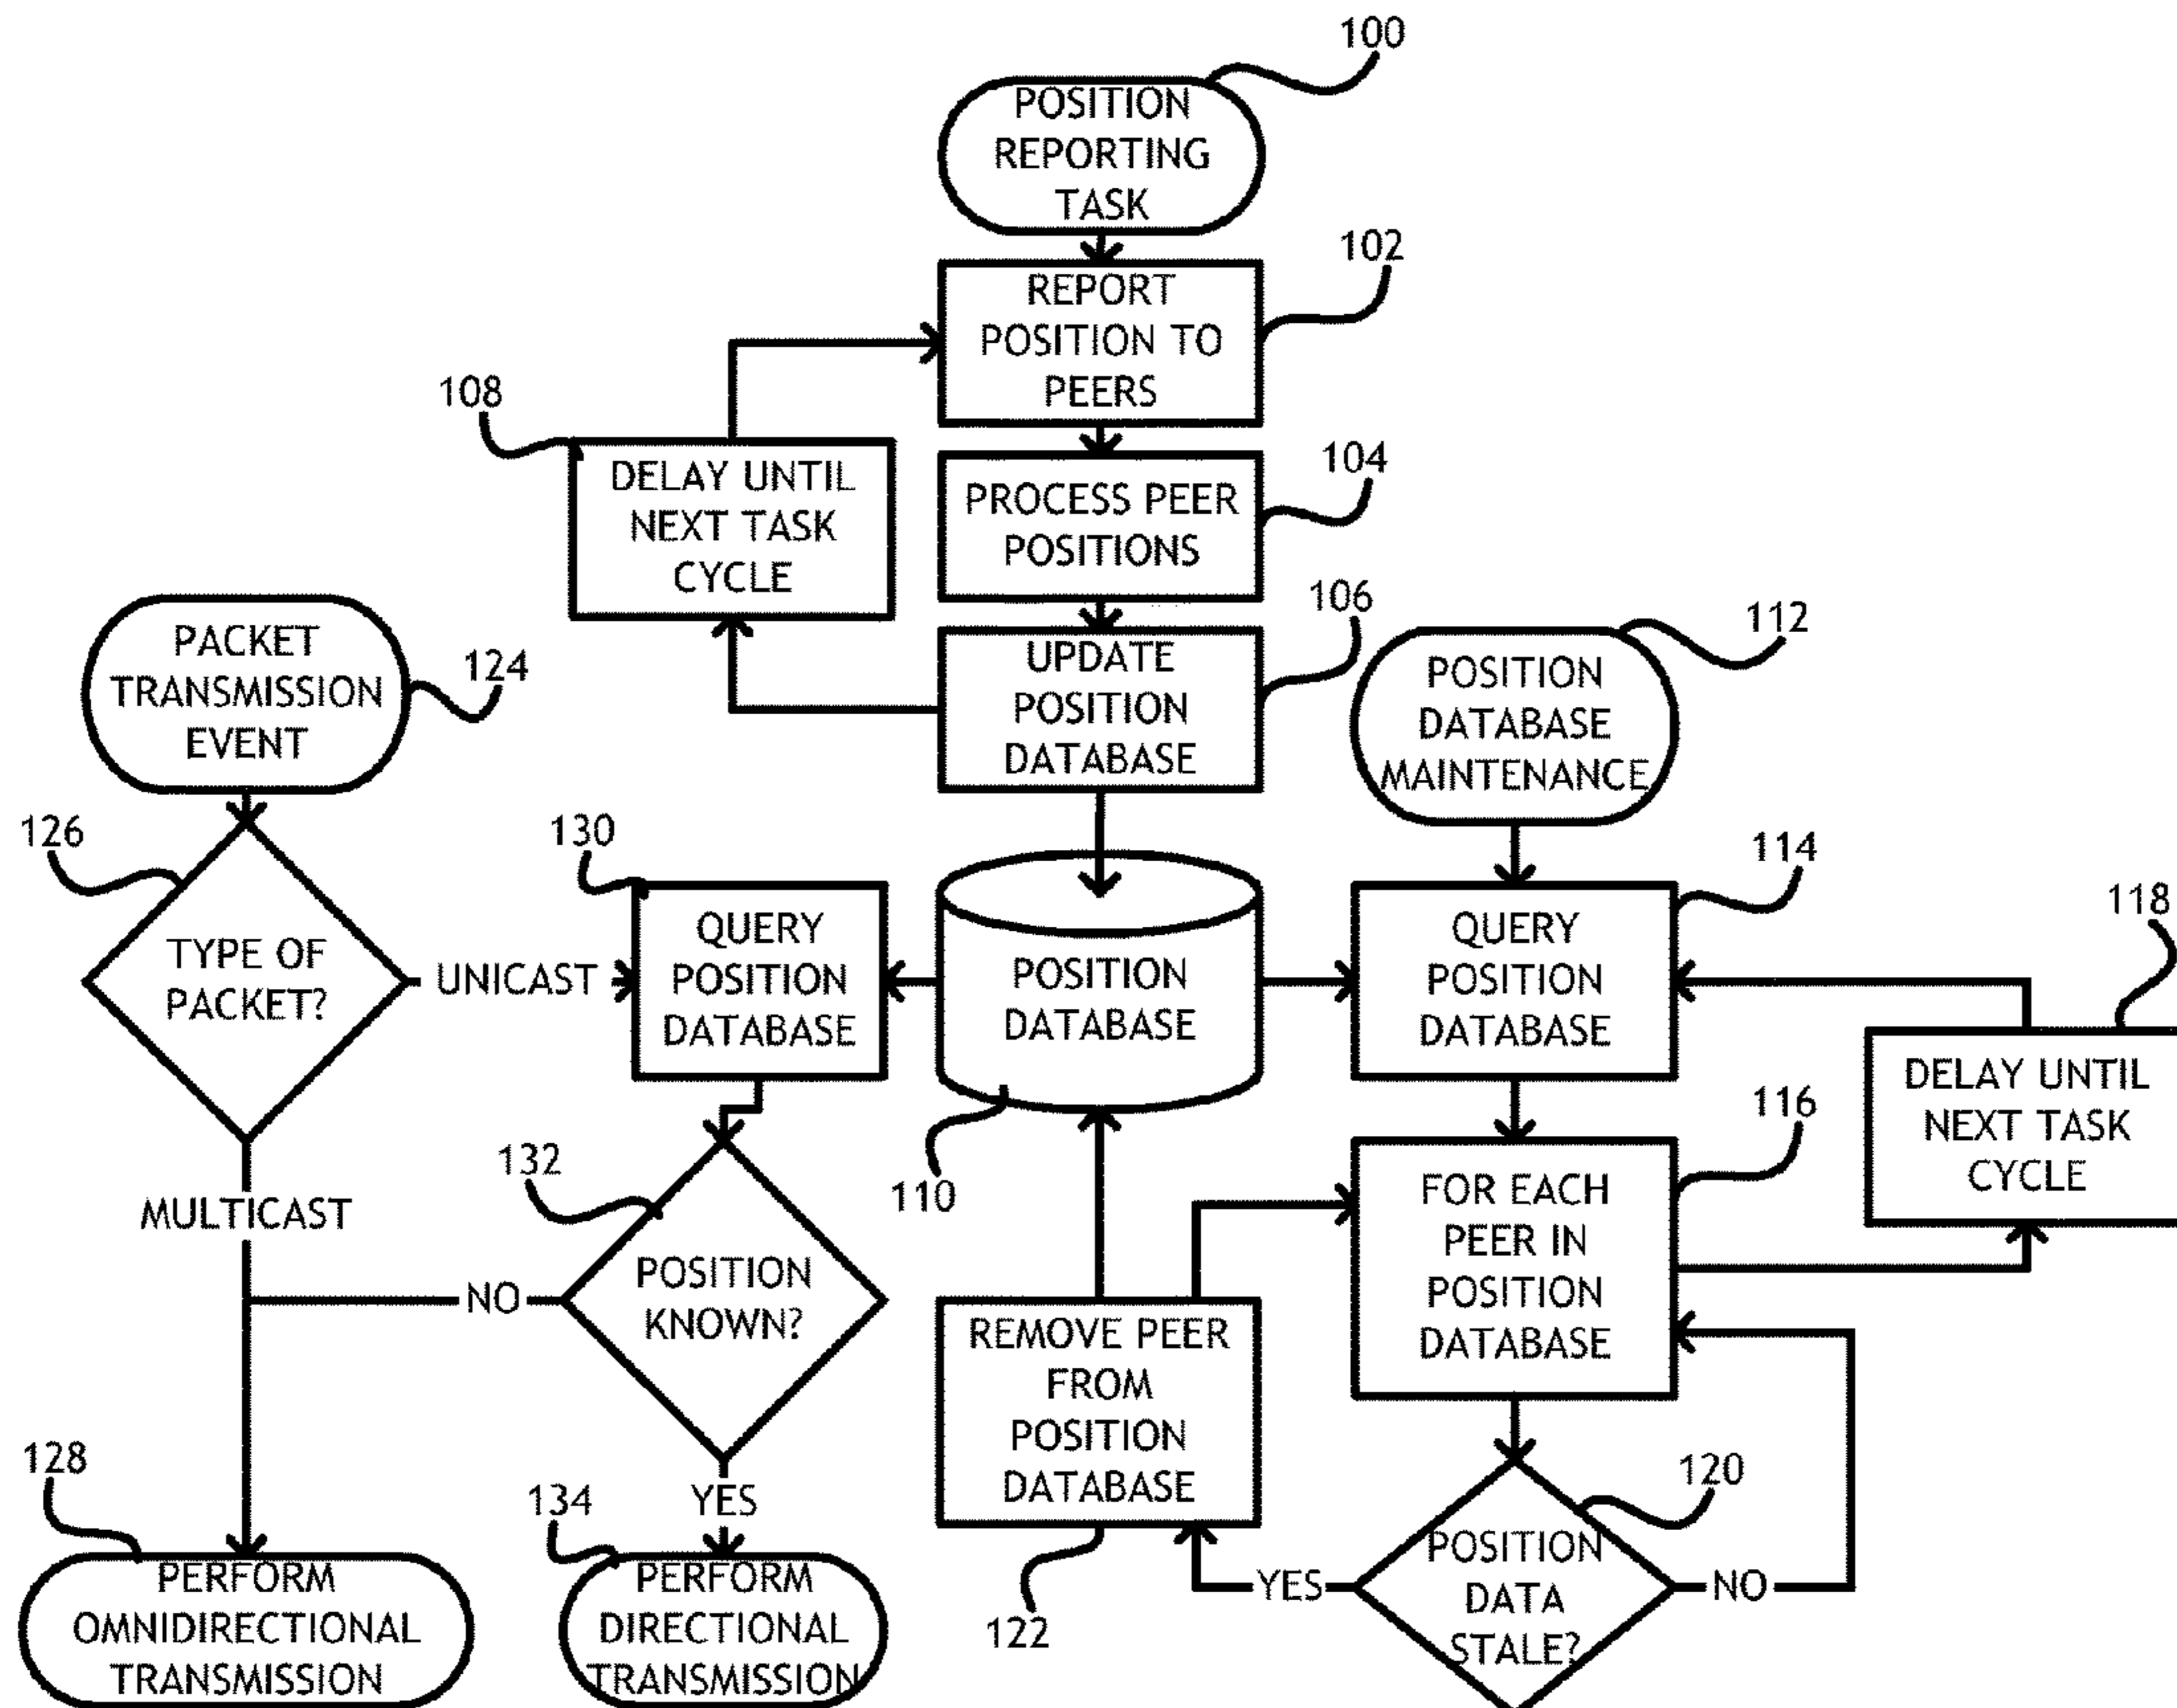 100
POSITION
REPORTING
TASK
102
REPORT
POSITION TO
PEERS
108
DELAY UNTIL
NEXT TASK
CYCLE
104
PROCESS PEER
POSITIONS
106
UPDATE
POSITION
DATABASE
112
POSITION
DATABASE
MAINTENANCE
PACKET
TRANSMISSION
EVENT
124
126
TYPE OF
PACKET?
UNICAST
MULTICAST
130
QUERY
POSITION
DATABASE
POSITION
DATABASE
110
114
QUERY
POSITION
DATABASE
118
DELAY UNTIL
NEXT TASK
CYCLE
116
FOR EACH
PEER IN
POSITION
DATABASE
132
POSITION
KNOWN?
NO
YES
REMOVE PEER
FROM
POSITION
DATABASE
122
120
POSITION
DATA
STALE?
YES
NO
128
PERFORM
OMNIDIRECTIONAL
TRANSMISSION
134
PERFORM
DIRECTIONAL
TRANSMISSION